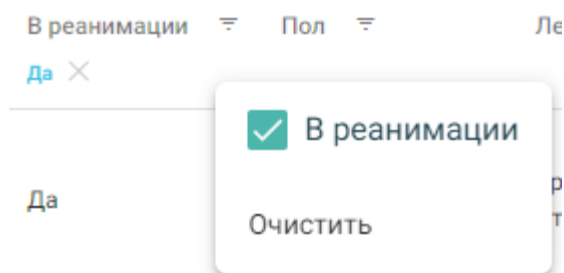 В реанимации Пол
Да
В реанимации
Да
Очистить